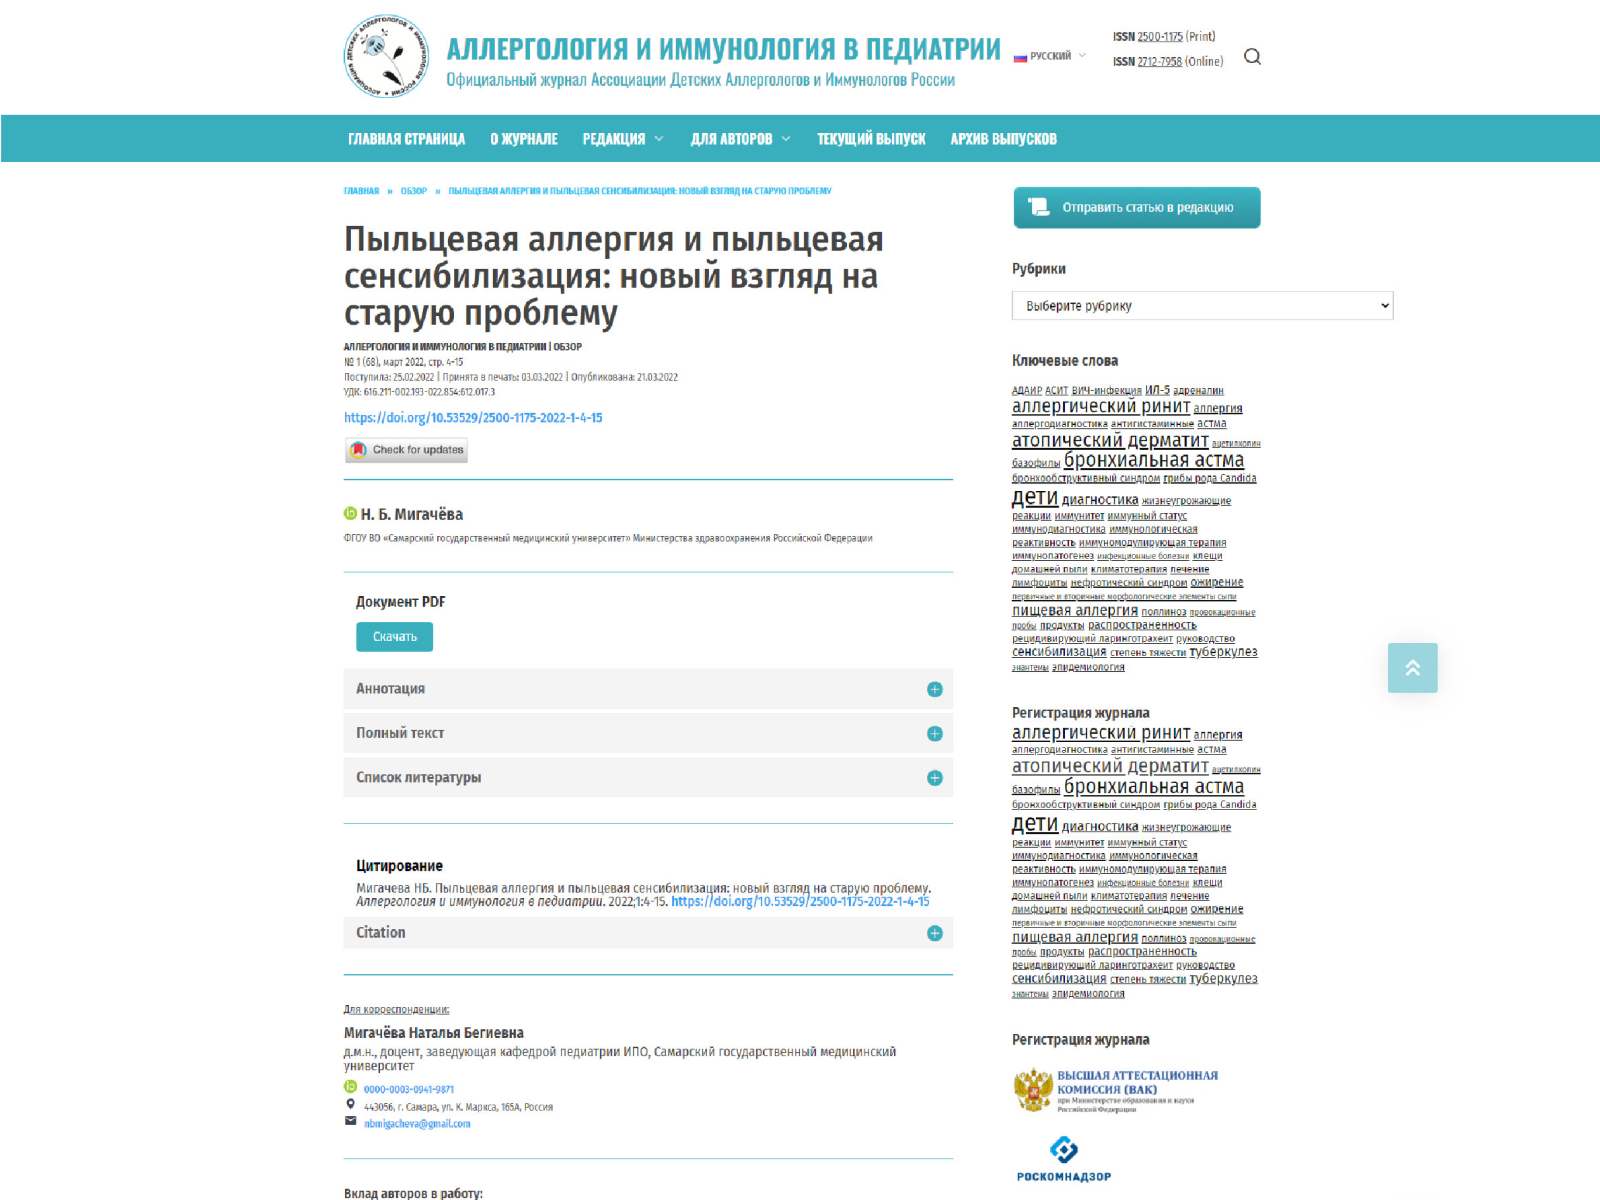 АССОЦИАЦИЯ ДЕТСКИХ АЛЛЕРГОЛОГОВ И ИММУНОЛОГОВ РОССИИ
АЛЛЕРГОЛОГИЯ И ИММУНОЛОГИЯ В ПЕДИАТРИИ
Официальный журнал Ассоциации Детских Аллергологов и Иммунологов России
РУССКИЙ
ISSN 2500-1175 (Print)
ISSN 2712-7958 (Online)
ГЛАВНАЯ СТРАНИЦА О ЖУРНАЛЕ РЕДАКЦИЯ ДЛЯ АВТОРОВ ТЕКУЩИЙ ВЫПУСК АРХИВ ВЫПУСКОВ
ГЛАВНАЯ » ОБЗОР » ПЫЛЬЦЕВАЯ АЛЛЕРГИЯ И ПЫЛЬЦЕВАЯ СЕНСИБИЛИЗАЦИЯ: НОВЫЙ ВЗГЛЯД НА СТАРУЮ ПРОБЛЕМУ
Пыльцевая аллергия и пыльцевая
сенсибилизация: новый взгляд на
старую проблему
АЛЛЕРГОЛОГИЯ И ИММУНОЛОГИЯ В ПЕДИАТРИИ | ОБЗОР
№ 1 (68), март 2022, стр. 4-15
Поступила: 25.02.2022 | Принята в печать: 03.03.2022 | Опубликована: 21.03.2022
УДК: 616.211-002.193-022.854:612.017.3
https://doi.org/10.53529/2500-1175-2022-1-4-15
Check for updates
Н. Б. Мигачёва
ФГОУ ВО «Самарский государственный медицинский университет» Министерства здравоохранения Российской Федерации
Документ PDF
Скачать
Аннотация
Полный текст
Список литературы
Цитирование
Мигачева НБ. Пыльцевая аллергия и пыльцевая сенсибилизация: новый взгляд на старую проблему.
Аллергология и иммунология в педиатрии. 2022;1:4-15. https://doi.org/10.53529/2500-1175-2022-1-4-15
Citation
Для корреспонденции:
Мигачёва Наталья Бегиевна
д.м.н., доцент, заведующая кафедрой педиатрии ИПО, Самарский государственный медицинский
университет
0000-0003-0941-9871
443056, г. Самара, ул. К. Маркса, 165А, Россия
nbmigacheva@gmail.com
Вклад авторов в работу:
Отправить статью в редакцию
Рубрики
Выберите рубрику
Ключевые слова
АДАИР АСИТ ВИЧ-инфекция ИЛ-5 адреналин
аллергический ринит аллергия
аллергодиагностика антигистаминные астма
атопический дерматит ацетилхолин
базофилы бронхиальная астма
бронхообструктивный синдром грибы рода Candida
дети диагностика жизнеугрожающие
реакции иммунитет иммунный статус
иммунодиагностика иммунологическая
реактивность иммуномодулирующая терапия
иммунопатогенез инфекционные болезни клещи
домашней пыли климатотерапия лечение
лимфоциты нефротический синдром ожирение
первичные и вторичные морфологические элементы сыпи
пищевая аллергия поллиноз провокационные
пробы продукты распространенность
рецидивирующий ларинготрахеит руководство
сенсибилизация степень тяжести туберкулез
энантемы эпидемиология
Регистрация журнала
аллергический ринит аллергия
аллергодиагностика антигистаминные астма
атопический дерматит ацетилхолин
базофилы бронхиальная астма
бронхообструктивный синдром грибы рода Candida
дети диагностика жизнеугрожающие
реакции иммунитет иммунный статус
иммунодиагностика иммунологическая
реактивность иммуномодулирующая терапия
иммунопатогенез инфекционные болезни клещи
домашней пыли климатотерапия лечение
лимфоциты нефротический синдром ожирение
первичные и вторичные морфологические элементы сыпи
пищевая аллергия поллиноз провокационные
пробы продукты распространенность
рецидивирующий ларинготрахеит руководство
сенсибилизация степень тяжести туберкулез
энантемы эпидемиология
Регистрация журнала
ВЫСШАЯ АТТЕСТАЦИОННАЯ
КОМИССИЯ (ВАК)
при Министерстве образования и науки
Российской Федерации
РОСКОМНАДЗОР